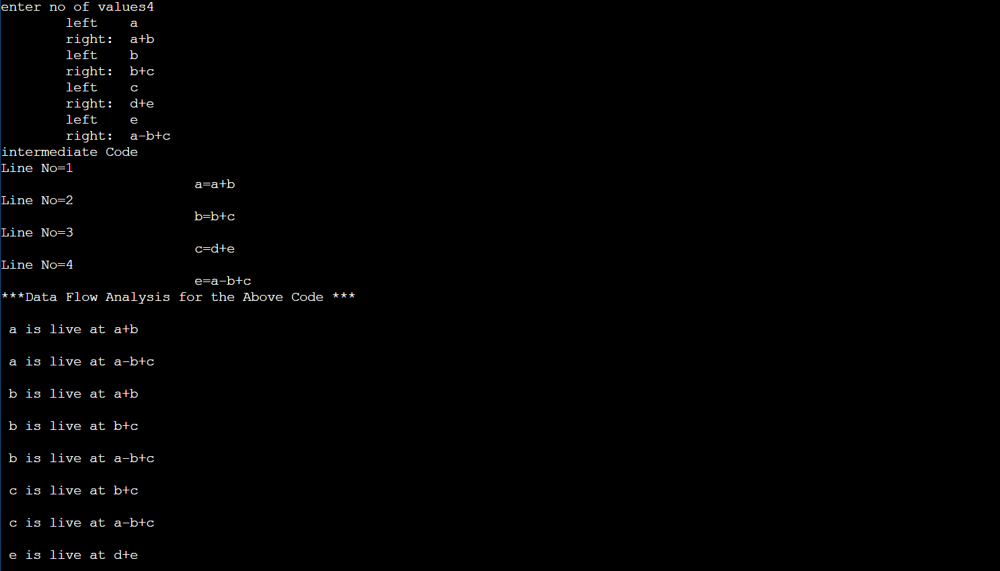 enter no of values4
left    a
right:  a+b
left    b
right:  b+c
left    c
right:  d+e
left    e
right:  a-b+c
intermediate Code
Line No=1
a=a+b
Line No=2
b=b+c
Line No=3
c=d+e
Line No=4
e=a-b+c
***Data Flow Analysis for the Above Code ***
a is live at a+b
a is live at a-b+c
b is live at a+b
b is live at b+c
b is live at a-b+c
c is live at b+c
c is live at a-b+c
e is live at d+e